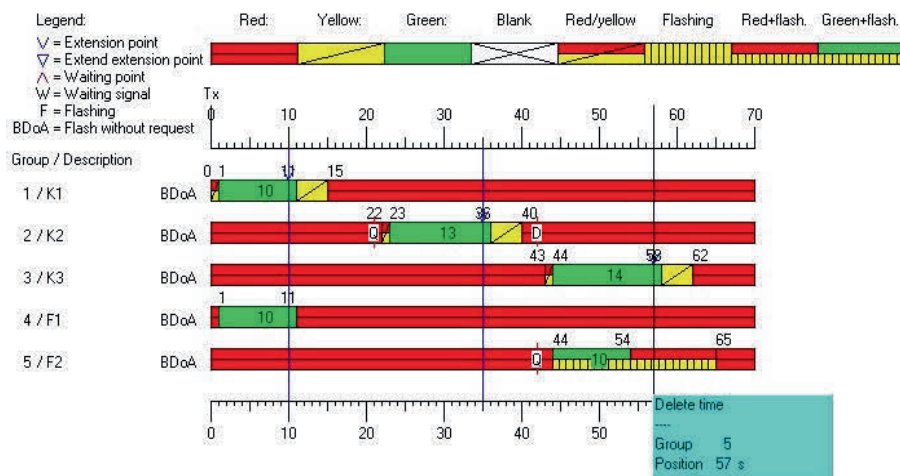 Legend:
Red: Yellow: Green: Blank Red/yellow Flashing Red+flash. Green+flash.
V = Extension point
∇ = Extend extension point
Λ = Waiting point
W = Waiting signal
F = Flashing
BDoA = Flash without request
Tx
0 10 20 30 40 50 60 70
Group / Description
0 1 11 15
1 / K1 BDoA 10
22 23 36 40
2 / K2 BDoA Q 13 D
43 44 58 62
3 / K3 BDoA 14
1 11
4 / F1 BDoA 10
44 54 65
5 / F2 BDoA Q 10
0 10 20 30 40 50
Delete time
----
Group 5
Position 57 s